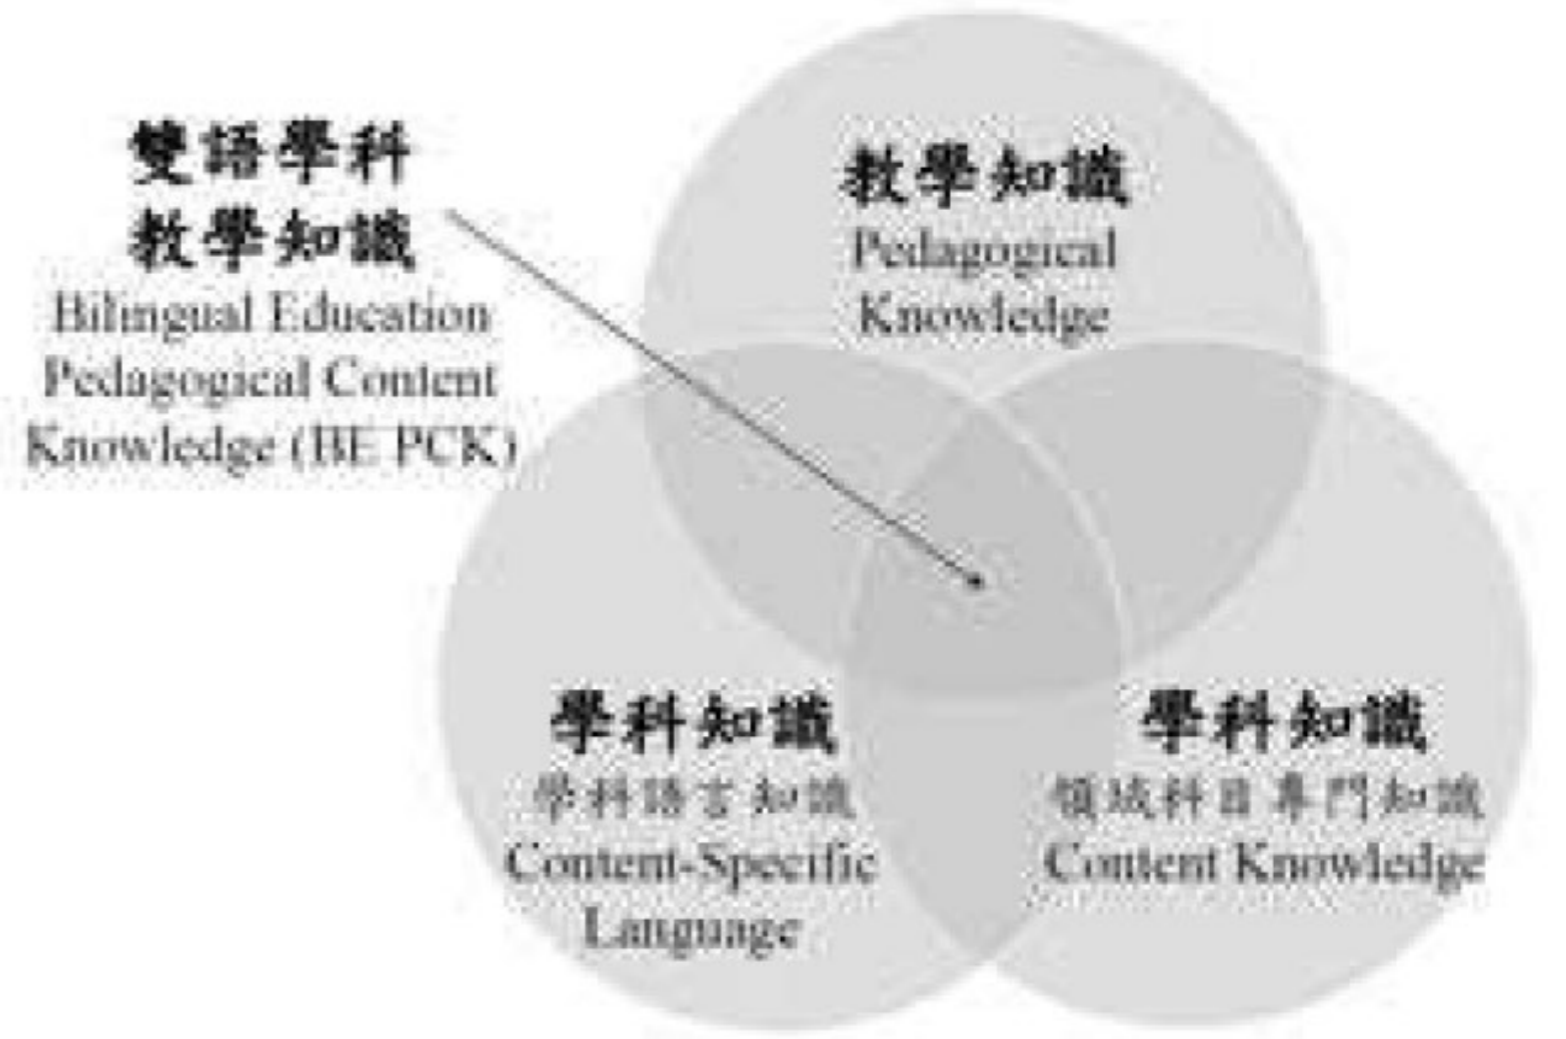 雙語學科
教學知識
Bilingual Education
Pedagogical Content
Knowledge (BE PCK)
教學知識
Pedagogical
Knowledge
學科知識
學科語言知識
Content-Specific
Language
學科知識
領域科目專門知識
Content Knowledge